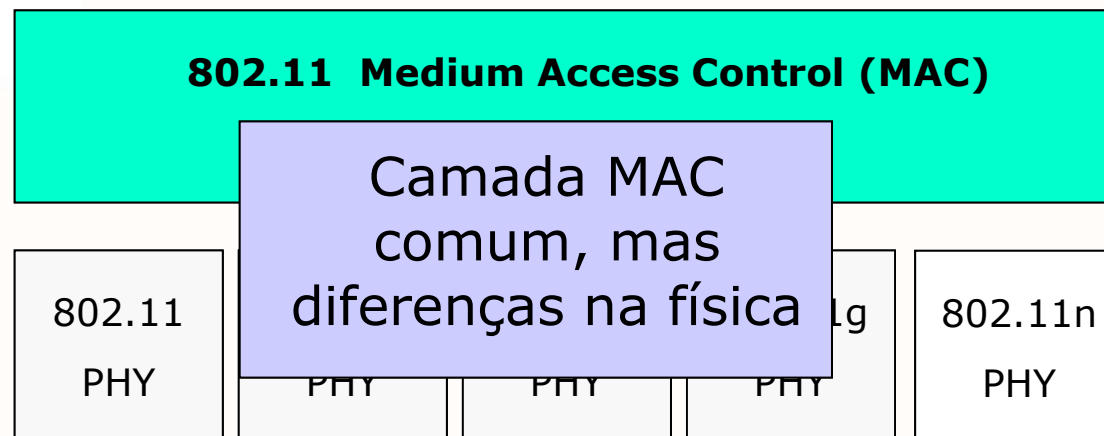 802.11 Medium Access Control (MAC)
Camada MAC
comum, mas
diferenças na física
802.11
1g
802.11n
PHY
PHY
PHY
PHY
PHY